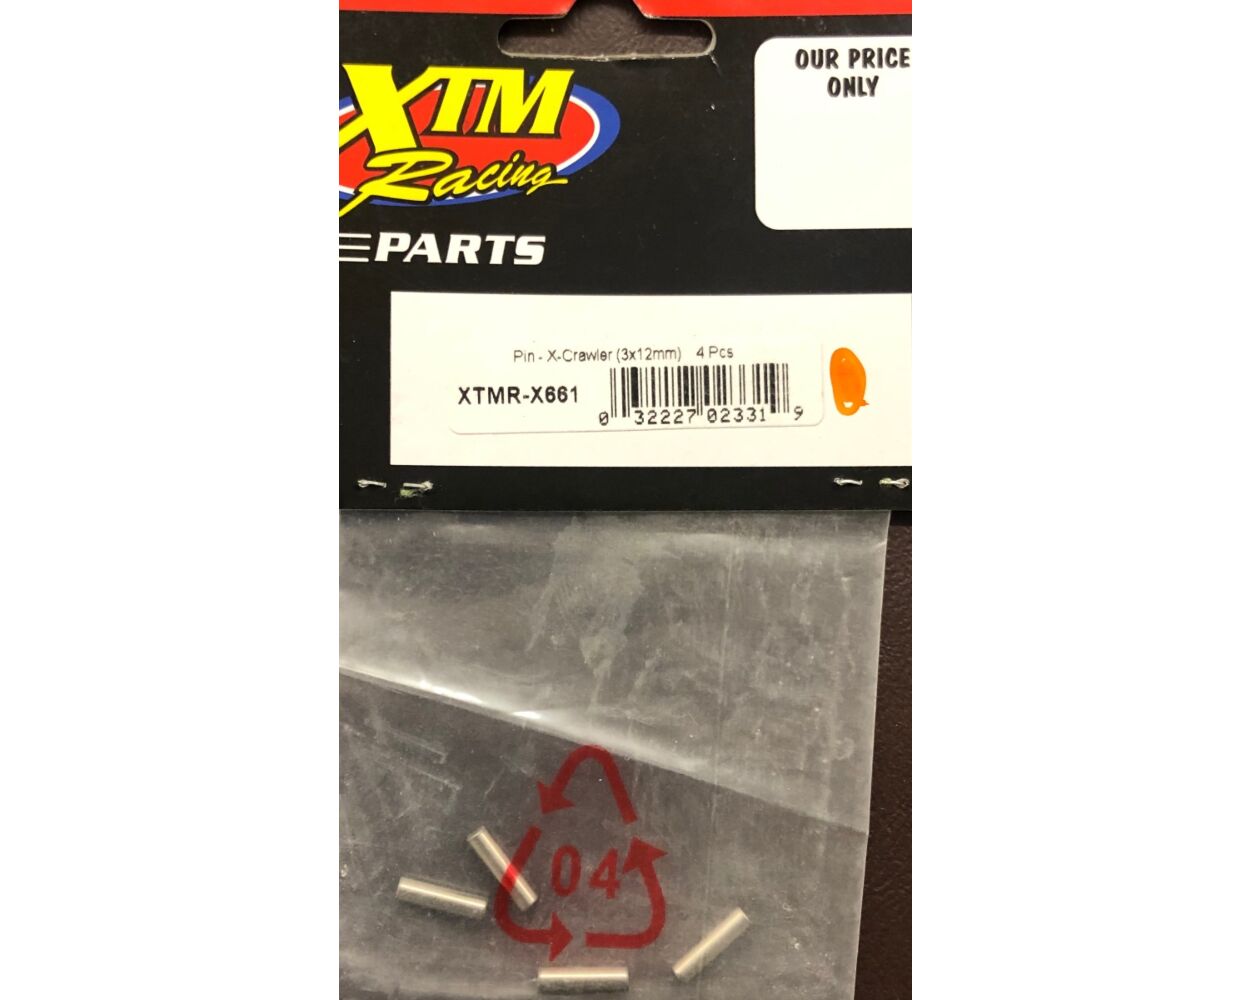 OUR PRICE
ONLY
XTM
Racing
PARTS
Pin - X-Crawler (3x12mm) 4 Pcs
XTMR-X661
0 32227 02331 9
04